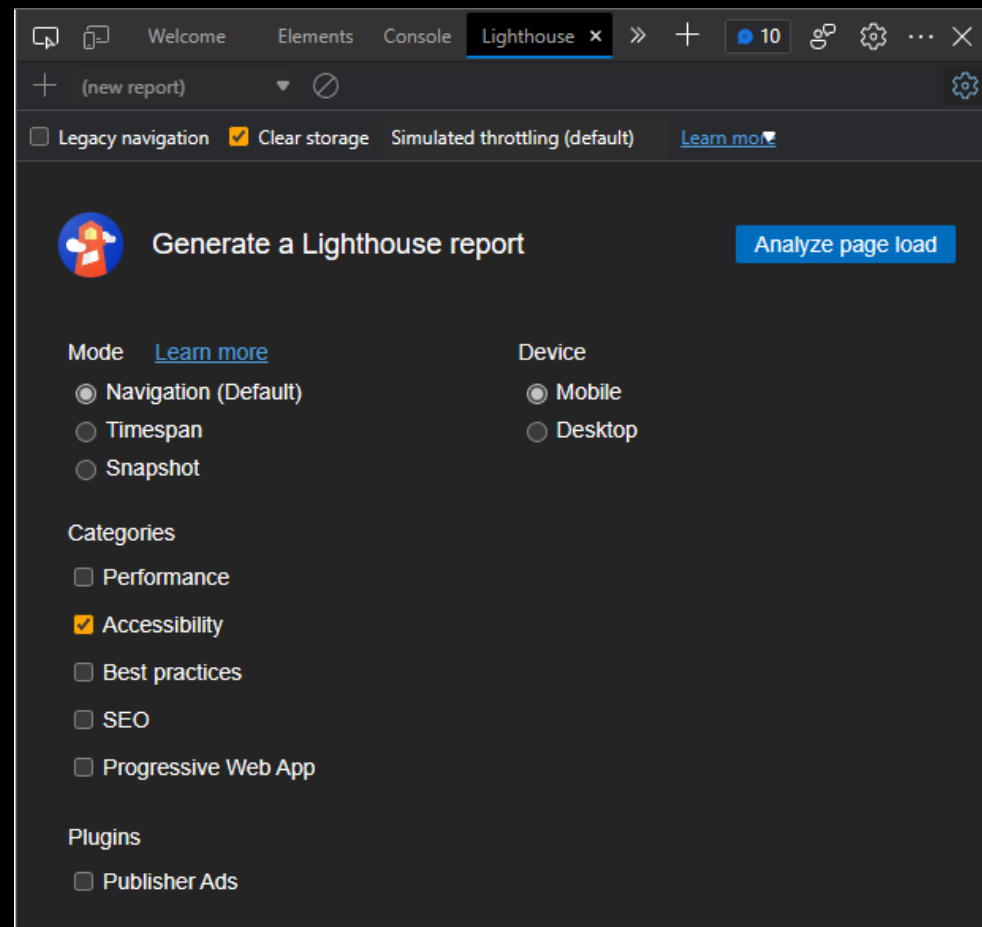 Welcome Elements Console Lighthouse 10
(new report)
Legacy navigation Clear storage Simulated throttling (default) Learn more
Generate a Lighthouse report Analyze page load
Mode Learn more Device
Navigation (Default) Mobile
Timespan Desktop
Snapshot
Categories
Performance
Accessibility
Best practices
SEO
Progressive Web App
Plugins
Publisher Ads